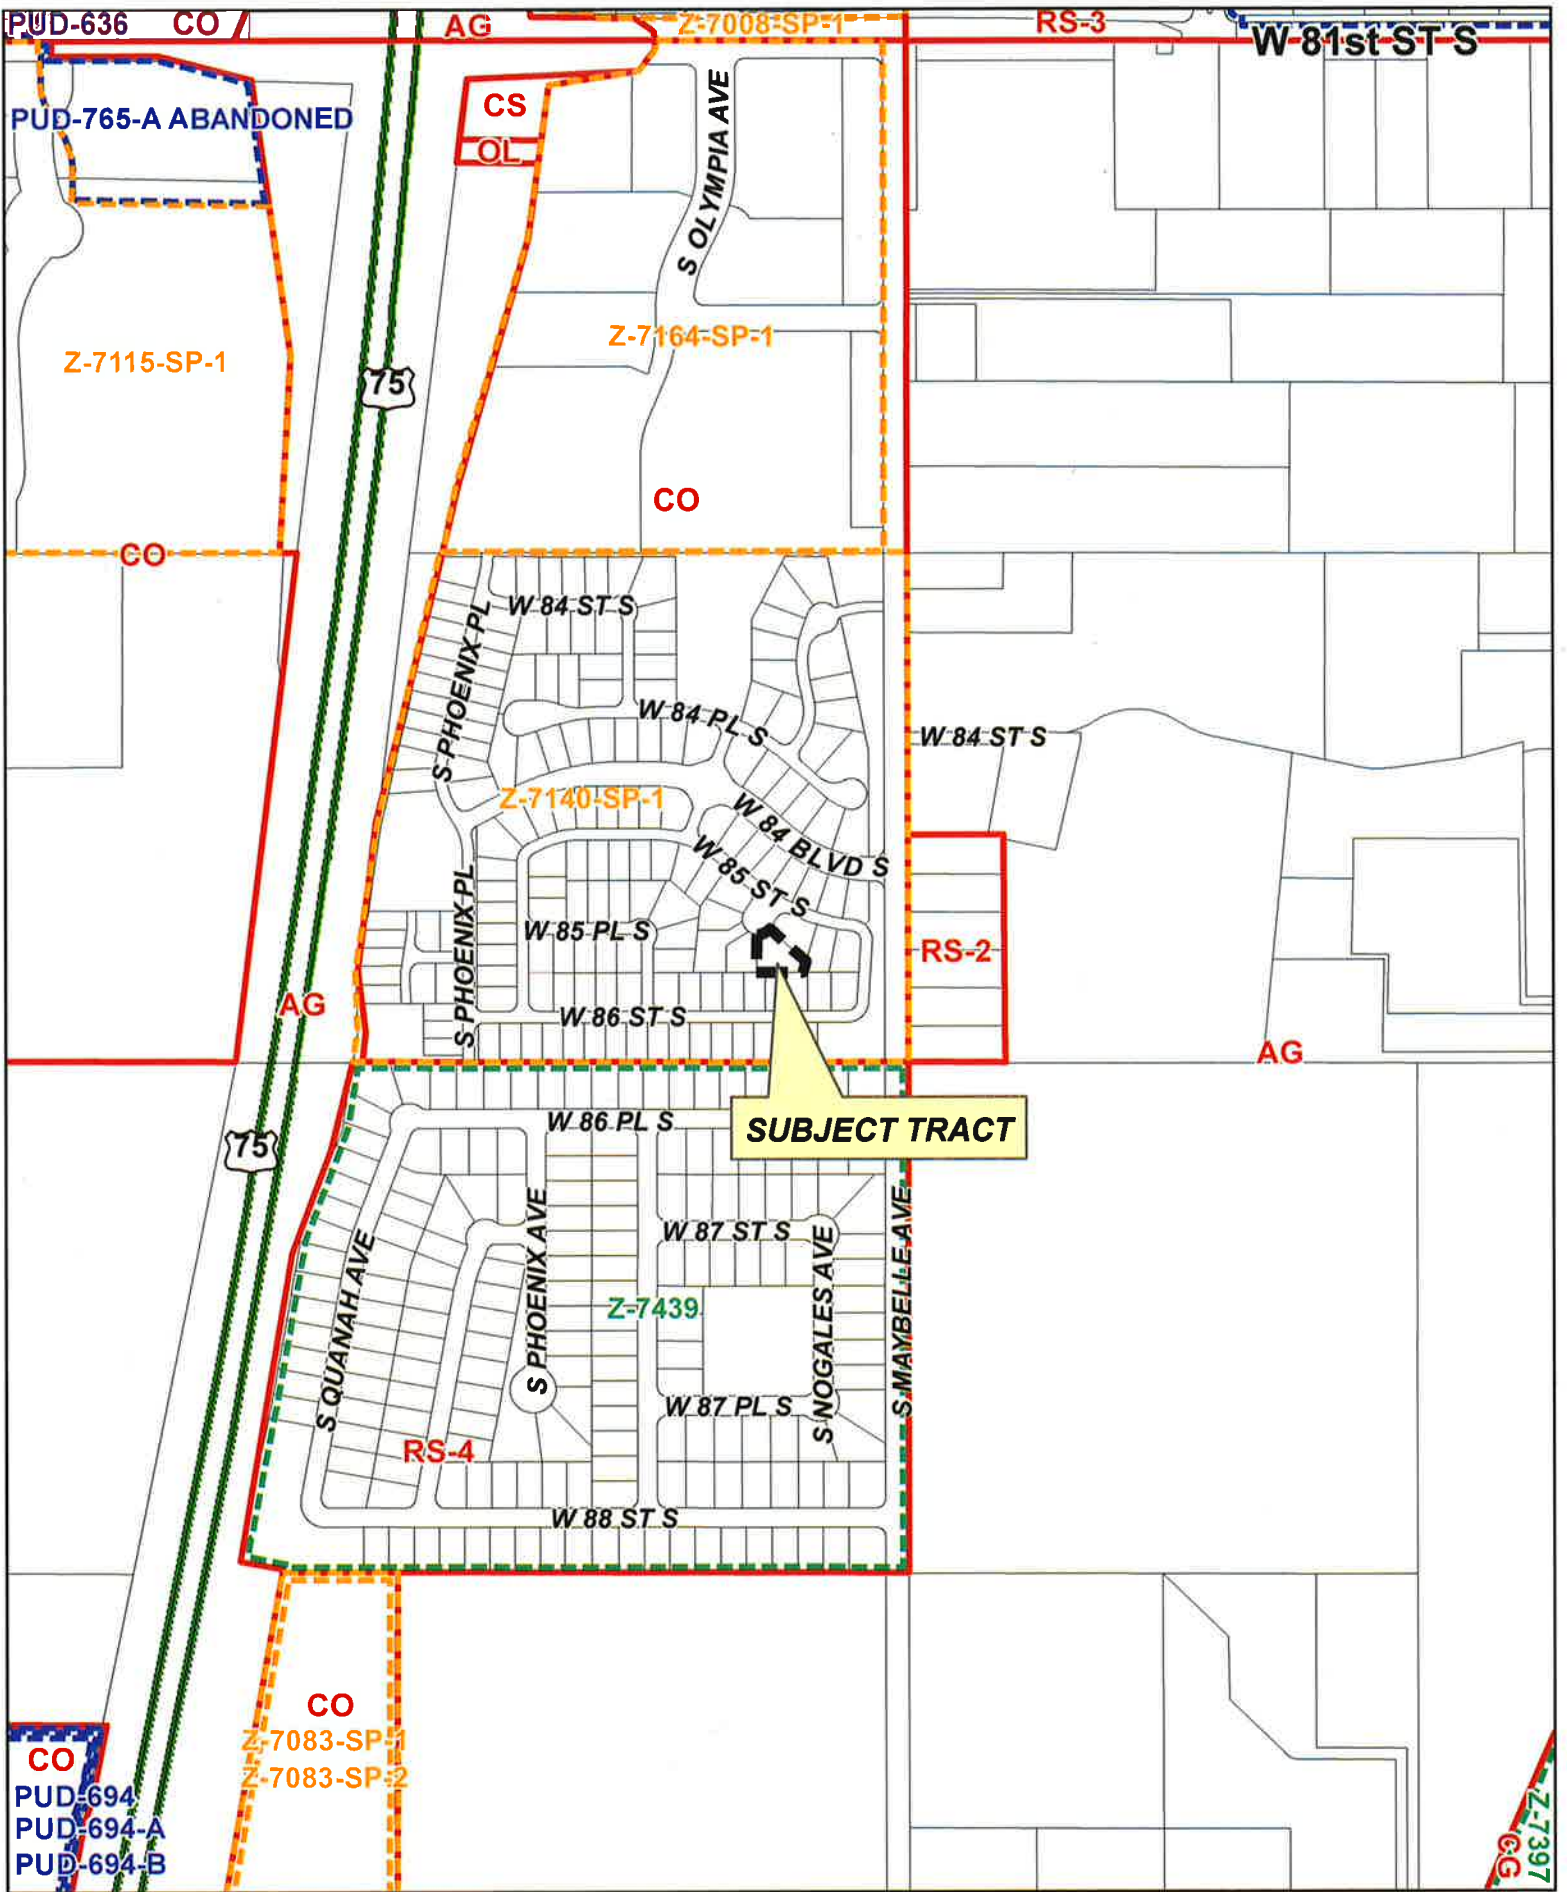 PUD-636
CO
AG
Z-7008-SP-1
RS-3
W 81st ST S
CS
PUD-765-A ABANDONED
OL
S OLYMPIA AVE
Z-7115-SP-1
Z-7164-SP-1
75
CO
CO
W 84 ST S
S PHOENIX PL
W 84 PL S
W 84 ST S
Z-7140-SP-1
W 84 BLVD S
W 85 ST S
S PHOENIX PL
W 85 PL S
RS-2
AG
W 86 ST S
AG
W 86 PL S
SUBJECT TRACT
75
S PHOENIX AVE
S MAYBELLE AVE
W 87 ST S
S QUANAH AVE
S NOGALES AVE
Z-7439
W 87 PL S
RS-4
W 88 ST S
CO
Z-7083-SP-1
Z-7083-SP-2
CO
PUD-694
PUD-694-A
PUD-694-B
Z-7397
CG